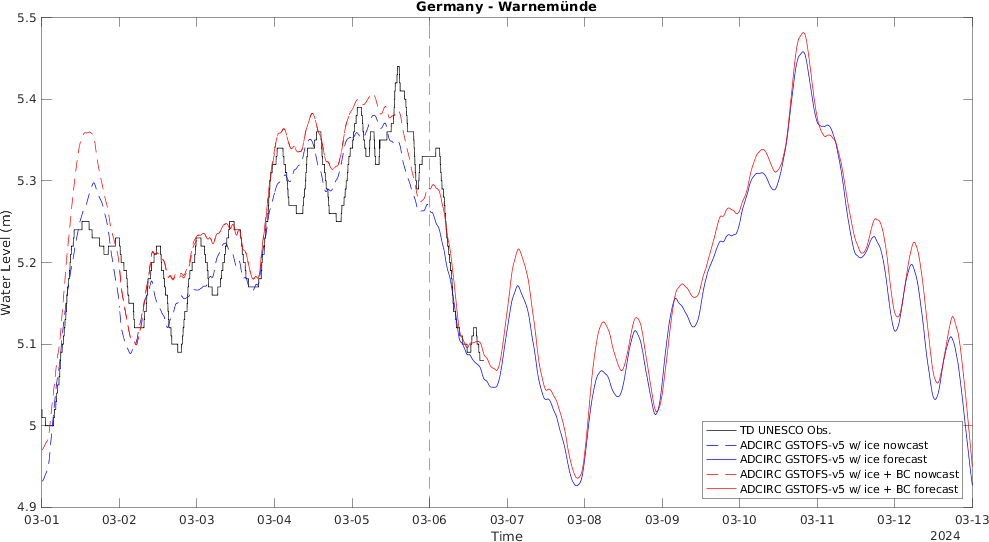 Germany - Warnemünde
5.5
5.4
5.3
5.2
5.1
5
4.9
Water Level (m)
TD UNESCO Obs.
ADCIRC GSTOFS-v5 w/ ice nowcast
ADCIRC GSTOFS-v5 w/ ice forecast
ADCIRC GSTOFS-v5 w/ ice + BC nowcast
ADCIRC GSTOFS-v5 w/ ice + BC forecast
03-01 03-02 03-03 03-04 03-05 03-06 03-07 03-08 03-09 03-10 03-11 03-12 03-13
Time 2024